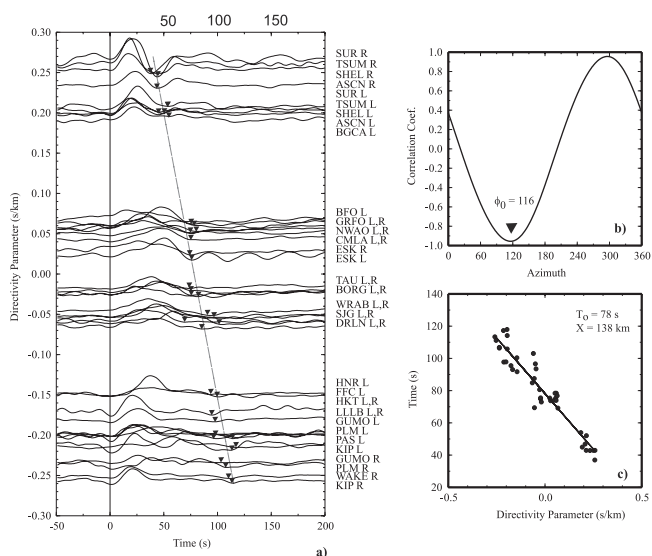 50 100 150
0.30
0.25
0.20
0.15
0.10
0.05
0.00
-0.05
-0.10
-0.15
-0.20
-0.25
-0.30
Directivity Parameter (s/km)
-50 0 50 100 150 200
Time (s)
a)
SUR R
TSUM R
SHEL R
ASCN R
SUR L
TSUM L
SHEL L
ASCN L
BGCA L
BFO L
GRFO L,R
NWAO L,R
CMLA L,R
ESK R
ESK L
TAU L,R
BORG L,R
WRAB L,R
SJG L,R
DRLN L,R
HNR L
FFC L
HKT L,R
LLLB L,R
GUMO L
PLM L
PAS L
KIP L
GUMO R
PLM R
WAKE R
KIP R
1.0
0.8
0.6
0.4
0.2
0.0
-0.2
-0.4
-0.6
-0.8
-1.0
Correlation Coef.
ϕ0 = 116
b)
0 60 120 180 240 300 360
Azimuth
140
120
100
80
60
40
20
Time (s)
To = 78 s
X = 138 km
c)
-0.5 0.0 0.5
Directivity Parameter (s/km)